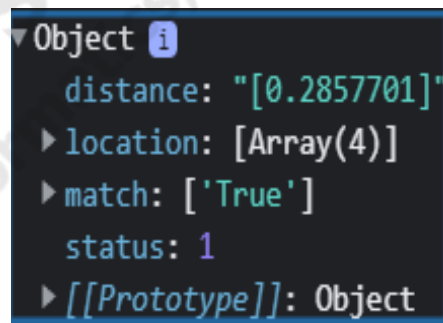 ▼Object i
distance: "[0.2857701]"
▶location: [Array(4)]
▶match: ['True']
status: 1
▶[[Prototype]]: Object